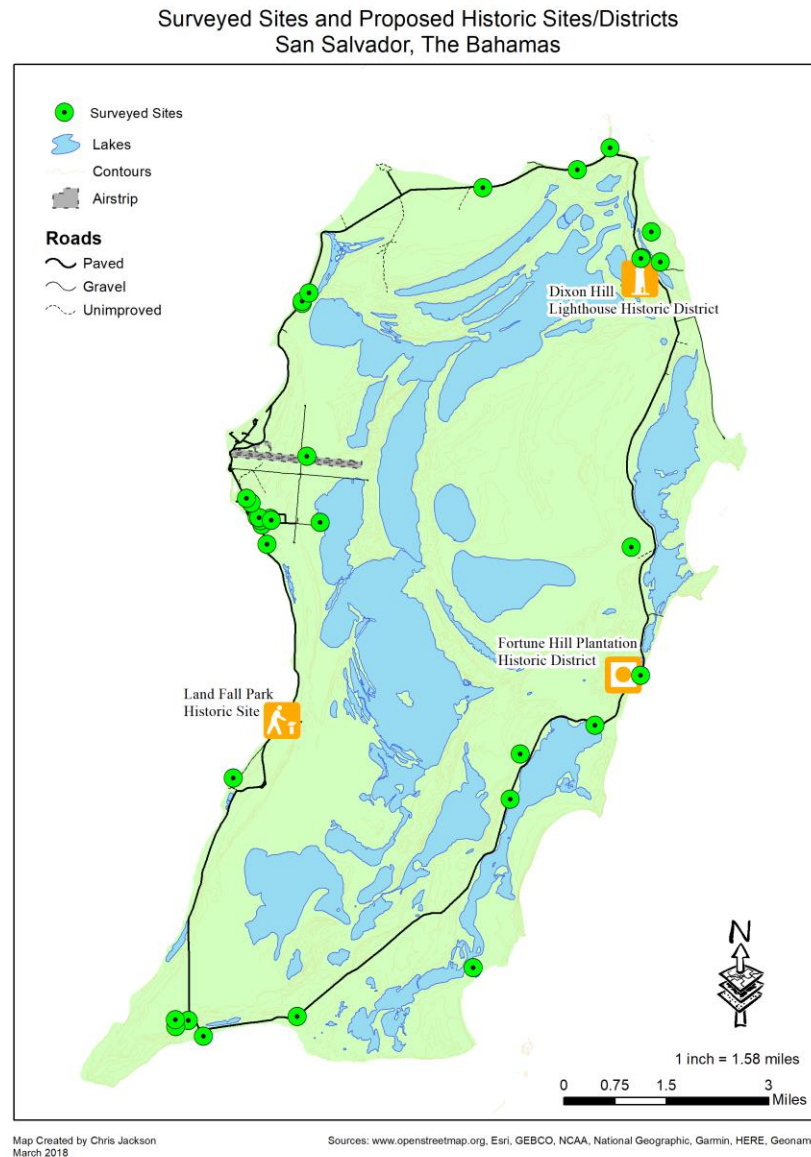 Surveyed Sites and Proposed Historic Sites/Districts
San Salvador, The Bahamas
Surveyed Sites
Lakes
Contours
Airstrip
Roads
Paved
Gravel
Unimproved
Dixon Hill
Lighthouse Historic District
Fortune Hill Plantation
Historic District
Land Fall Park
Historic Site
N
1 inch = 1.58 miles
0 0.75 1.5 3
Miles
Map Created by Chris Jackson
March 2018
Sources: www.openstreetmap.org, Esri, GEBCO, NCAA, National Geographic, Garmin, HERE, Geonam